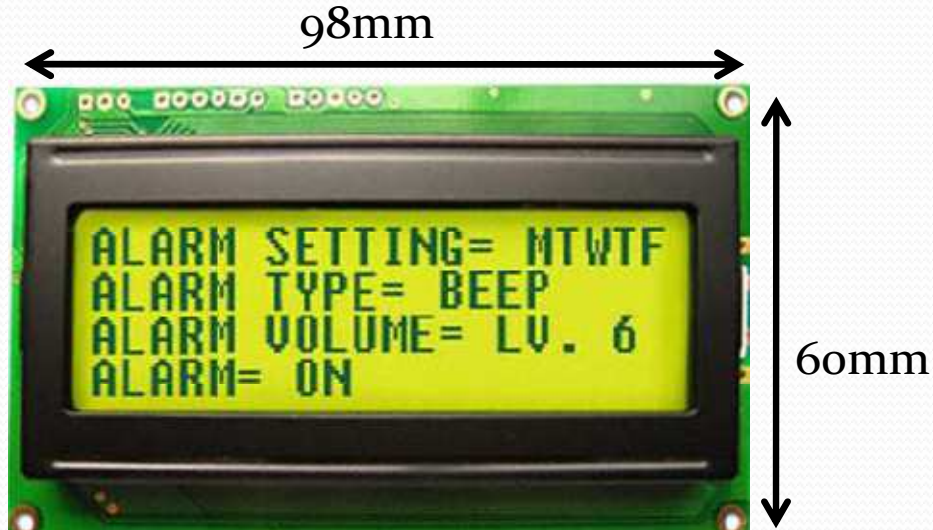 98mm
ALARM SETTING= MTWTF
ALARM TYPE= BEEP
ALARM VOLUME= LV. 6
ALARM= ON
60mm